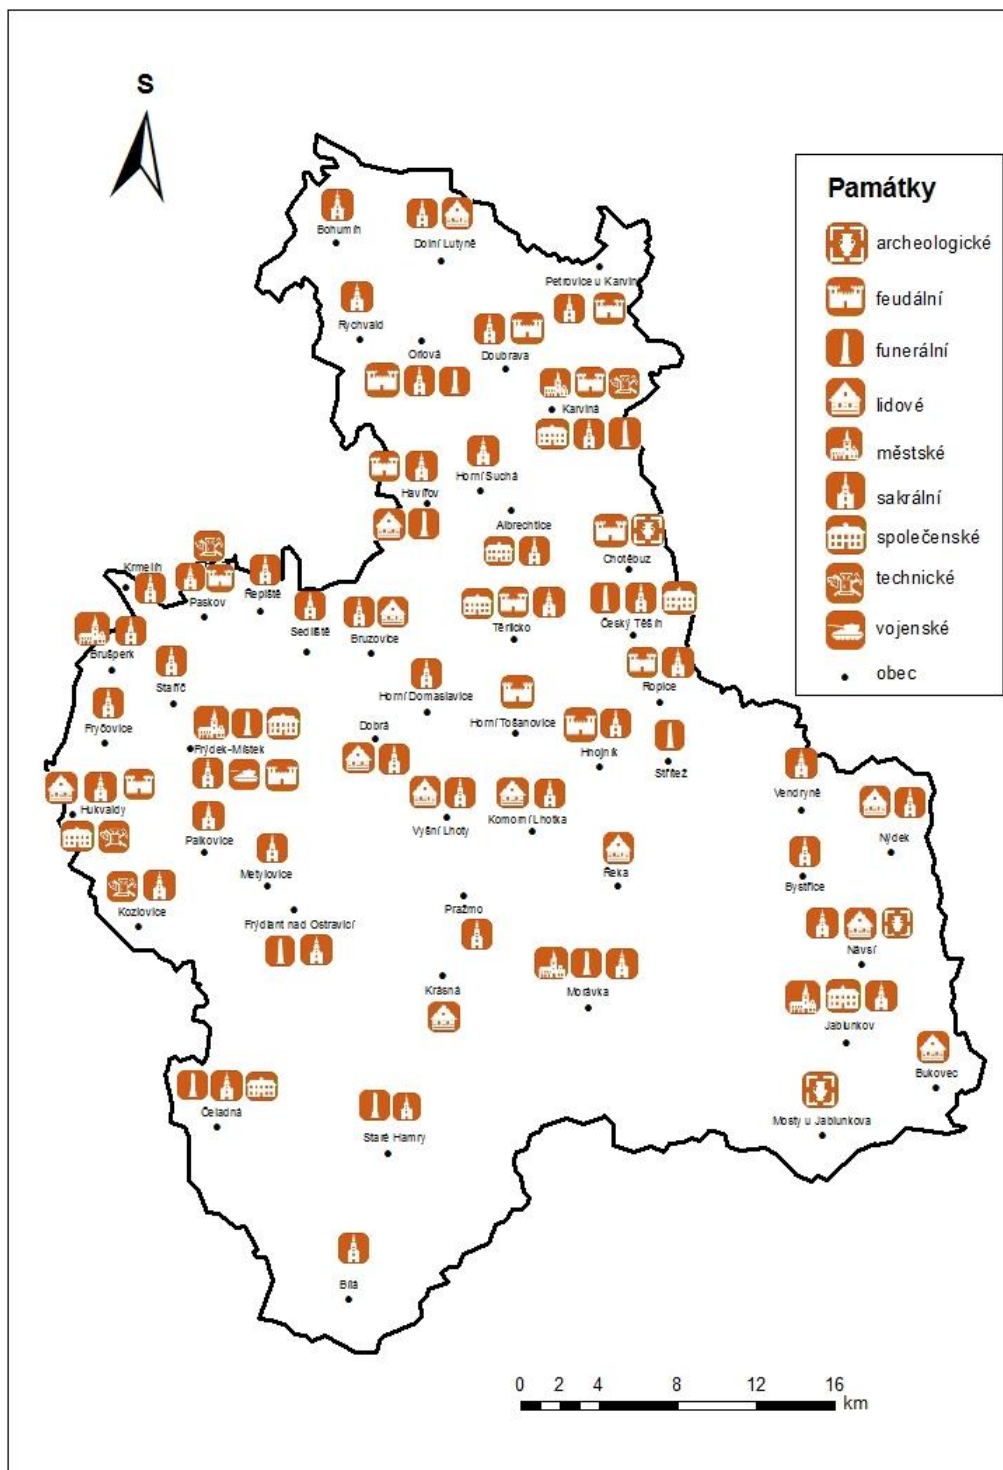 S
Památky
archeologické
feudální
funerální
lidové
městské
sakrální
společenské
technické
vojenské
obec
Bohumín
Dolní Lutyně
Petrovice u Karviné
Rychvald
Orlová
Doubrava
Karviná
Horní Suchá
Havířov
Albrechtice
Chotěbuz
Krmelín
Paskov
Řepiště
Sedliště
Bruzovice
Těrlicko
Český Těšín
Brušperk
Staříč
Horní Domaslavice
Ropice
Fryčovice
Frýdek-Místek
Dobrá
Horní Tošanovice
Hnojník
Střítež
Vendryně
Hukvaldy
Vyšní Lhoty
Komorní Lhotka
Nýdek
Palkovice
Metylovice
Řeka
Bystřice
Kozlovice
Frýdlant nad Ostravicí
Pražmo
Návsí
Krásná
Morávka
Jablunkov
Bukovec
Čeladná
Staré Hamry
Mosty u Jablunkova
Bílá
0 2 4 8 12 16
km